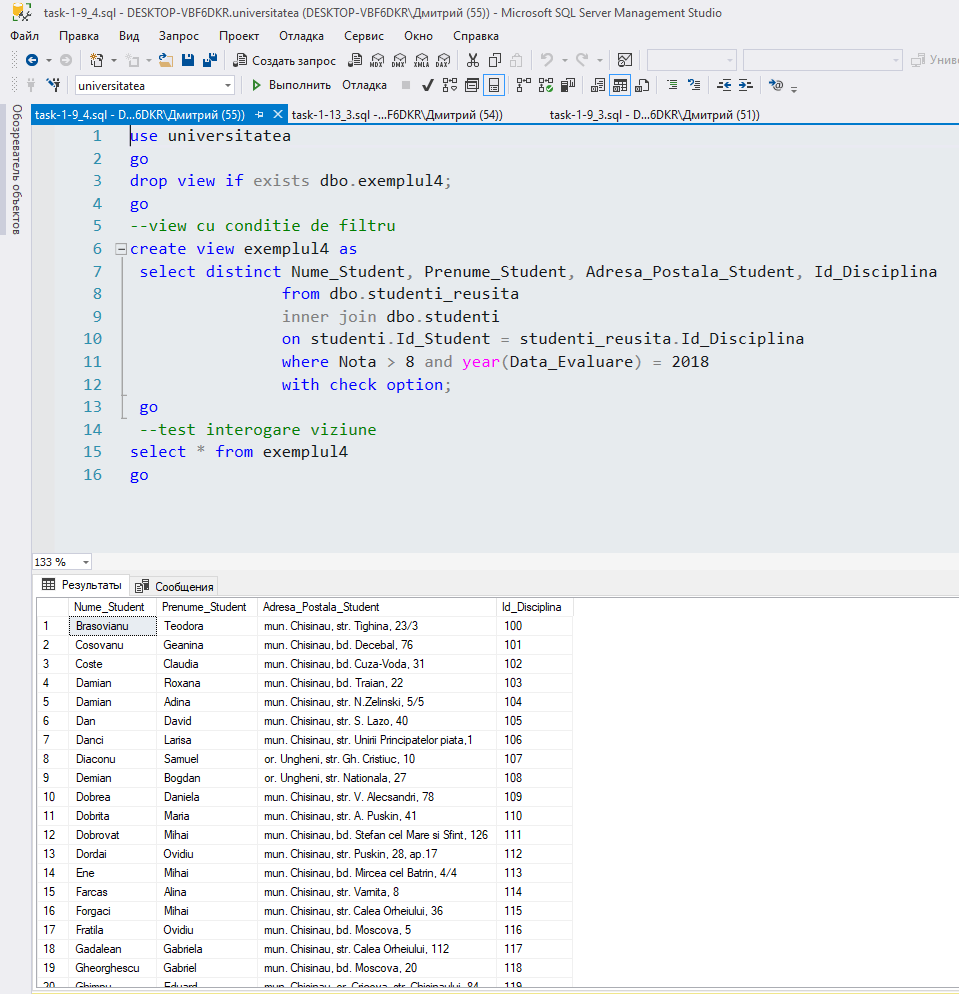 task-1-9_4.sql - DESKTOP-VBF6DKR.universitatea (DESKTOP-VBF6DKR\Дмитрий (55)) - Microsoft SQL Server Management Studio
Файл Правка Вид Запрос Проект Отладка Сервис Окно Справка
Создать запрос MDX DMX XMLA DAX Униве
universitatea Выполнить Отладка
Обозреватель объектов
task-1-9_4.sql - D...6DKR\Дмитрий (55)) task-1-13_3.sql -...F6DKR\Дмитрий (54)) task-1-9_3.sql - D...6DKR\Дмитрий (51))
1 use universitatea
2 go
3 drop view if exists dbo.exemplul4;
4 go
5 --view cu conditie de filtru
6 create view exemplul4 as
7 select distinct Nume_Student, Prenume_Student, Adresa_Postala_Student, Id_Disciplina
8 from dbo.studenti_reusita
9 inner join dbo.studenti
10 on studenti.Id_Student = studenti_reusita.Id_Disciplina
11 where Nota > 8 and year(Data_Evaluare) = 2018
12 with check option;
13 go
14 --test interogare viziune
15 select * from exemplul4
16 go
133 %
Результаты Сообщения
Nume_Student Prenume_Student Adresa_Postala_Student Id_Disciplina
1 Brasovianu Teodora mun. Chisinau, str. Tighina, 23/3 100
2 Cosovanu Geanina mun. Chisinau, bd. Decebal, 76 101
3 Coste Claudia mun. Chisinau, bd. Cuza-Voda, 31 102
4 Damian Roxana mun. Chisinau, bd. Traian, 22 103
5 Damian Adina mun. Chisinau, str. N.Zelinski, 5/5 104
6 Dan David mun. Chisinau, str. S. Lazo, 40 105
7 Danci Larisa mun. Chisinau, str. Unirii Principatelor piata,1 106
8 Diaconu Samuel or. Ungheni, str. Gh. Cristiuc, 10 107
9 Demian Bogdan or. Ungheni, str. Nationala, 27 108
10 Dobrea Daniela mun. Chisinau, str. V. Alecsandri, 78 109
11 Dobrita Maria mun. Chisinau, str. A. Puskin, 41 110
12 Dobrovat Mihai mun. Chisinau, bd. Stefan cel Mare si Sfint, 126 111
13 Dordai Ovidiu mun. Chisinau, str. Puskin, 28, ap.17 112
14 Ene Mihai mun. Chisinau, bd. Mircea cel Batrin, 4/4 113
15 Farcas Alina mun. Chisinau, str. Varnita, 8 114
16 Forgaci Mihai mun. Chisinau, str. Calea Orheiului, 36 115
17 Fratila Ovidiu mun. Chisinau, bd. Moscova, 5 116
18 Gadalean Gabriela mun. Chisinau, str. Calea Orheiului, 112 117
19 Gheorghescu Gabriel mun. Chisinau, bd. Moscova, 20 118
20 Ghimpu Eduard mun. Chisinau, or. Cricova, str. Chisinaului, 84 119